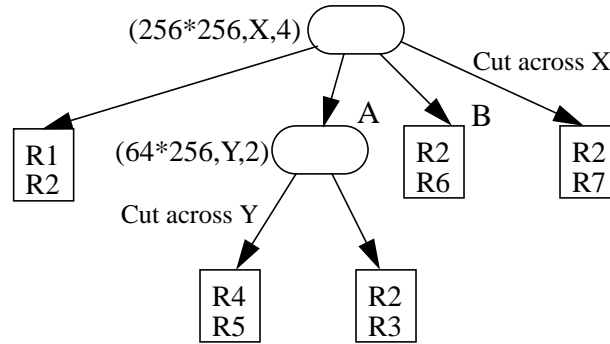 (256*256,X,4)
Cut across X
A
B
R1
R2
(64*256,Y,2)
R2
R6
R2
R7
Cut across Y
R4
R5
R2
R3